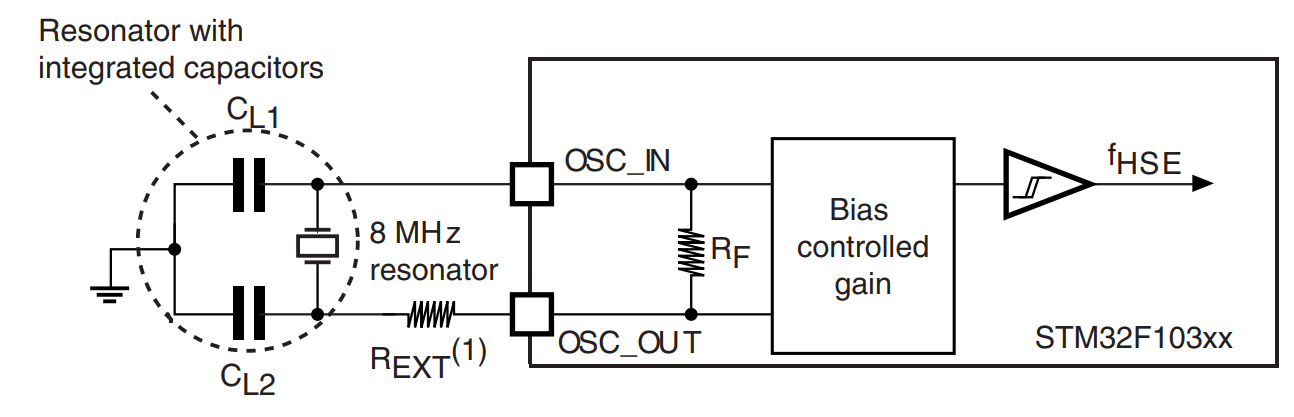 Resonator with
integrated capacitors
CL1
OSC_IN
fHSE
8 MHz
resonator
RF
Bias
controlled
gain
REXT(1)
OSC_OUT
STM32F103xx
CL2